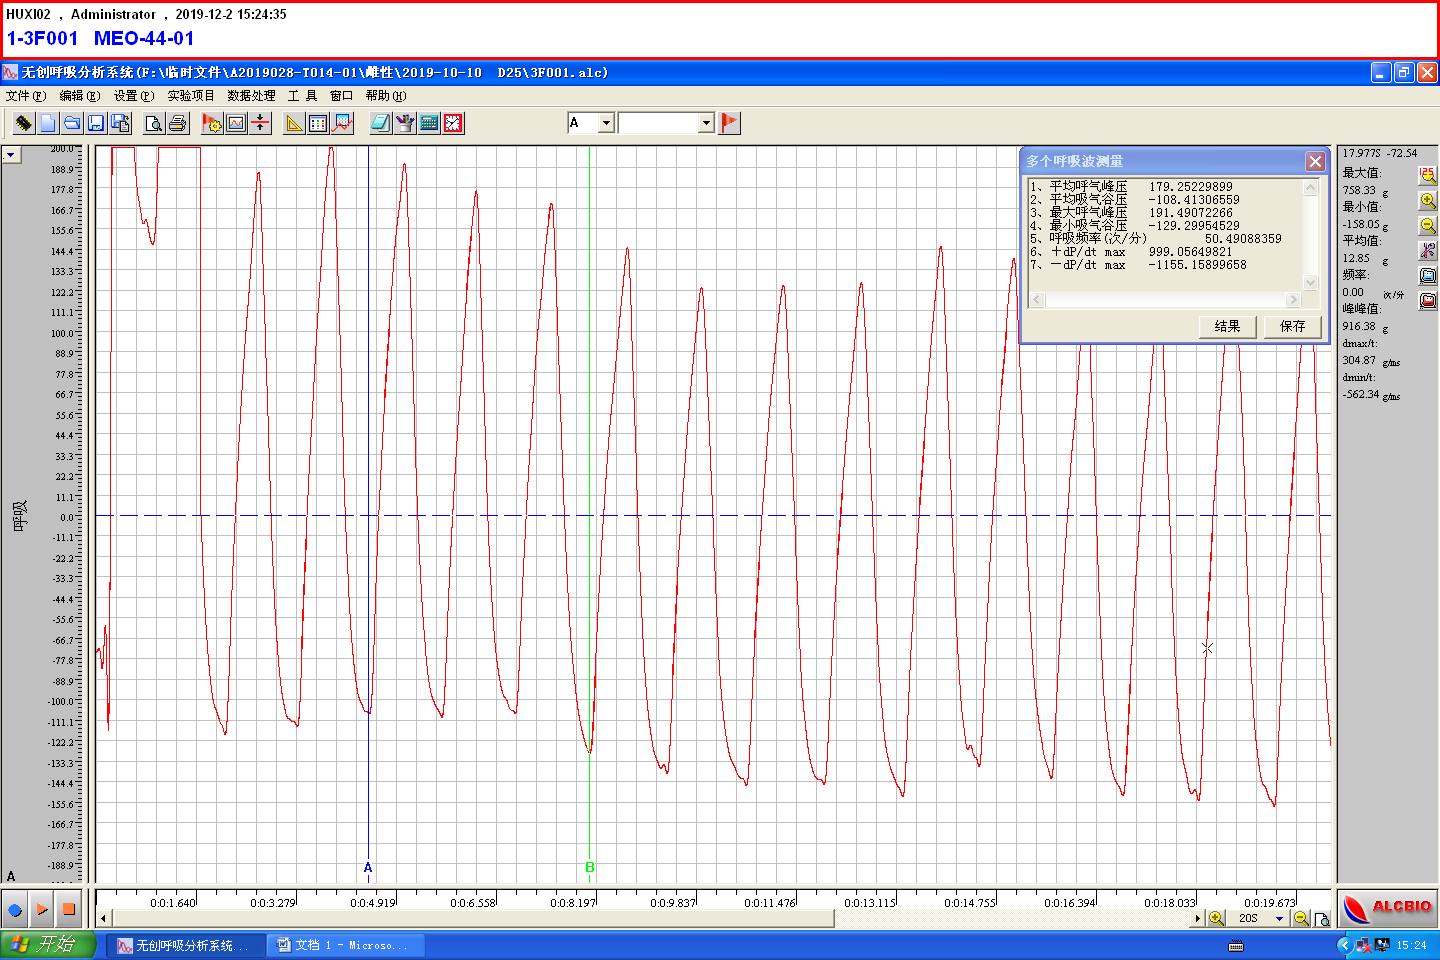 HUXI02 , Administrator , 2019-12-2 15:24:35
1-3F001 MEO-44-01
无创呼吸分析系统(F:\临时文件\A2019028-T014-01\雌性\2019-10-10 D25\3F001.alc)
文件(F) 编辑(E) 设置(P) 实验项目 数据处理 工 具 窗口 帮助(H)
A
200.0
188.9
177.8
166.7
155.6
144.4
133.3
122.2
111.1
100.0
88.9
77.8
66.7
55.6
44.4
33.3
22.2
11.1
0.0
-11.1
-22.2
-33.3
-44.4
-55.6
-66.7
-77.8
-88.9
-100.0
-111.1
-122.2
-133.3
-144.4
-155.6
-166.7
-177.8
-188.9
呼吸
A
A
B
多个呼吸波测量
1、平均呼气峰压 179.25229899
2、平均吸气谷压 -108.41306559
3、最大呼气峰压 191.49072266
4、最小吸气谷压 -129.29954529
5、呼吸频率(次/分) 50.49088359
6、+dP/dt max 999.05649821
7、-dP/dt max -1155.15899658
结果 保存
17.977S -72.54
最大值:
758.33 g
最小值:
-158.05 g
平均值:
12.85 g
频率:
0.00 次/分
峰峰值:
916.38 g
dmax/t:
304.87 g/ms
dmin/t:
-562.34 g/ms
125
0:0:1.640 0:0:3.279 0:0:4.919 0:0:6.558 0:0:8.197 0:0:9.837 0:0:11.476 0:0:13.115 0:0:14.755 0:0:16.394 0:0:18.033 0:0:19.673
20S
ALCBIO
开始 无创呼吸分析系统... 文档 1 - Microso... 15:24